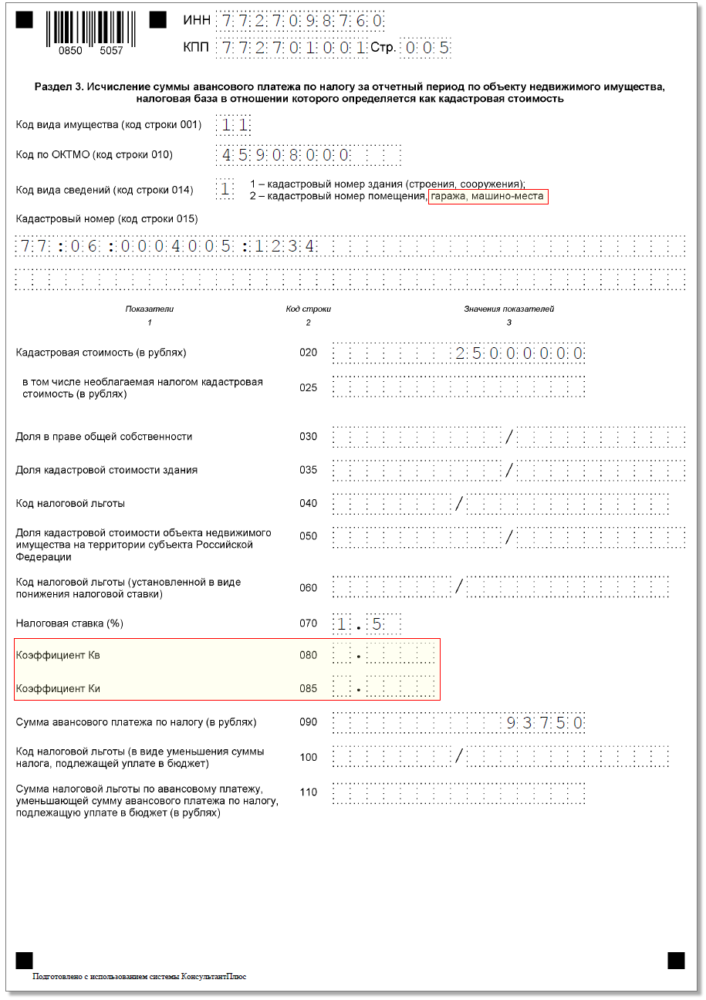 ИНН 7727098760
0850 5057
КПП 772701001 Стр. 005
Раздел 3. Исчисление суммы авансового платежа по налогу за отчетный период по объекту недвижимого имущества,
налоговая база в отношении которого определяется как кадастровая стоимость
Код вида имущества (код строки 001) 11
Код по ОКТМО (код строки 010) 45908000
Код вида сведений (код строки 014) 1
1 – кадастровый номер здания (строения, сооружения);
2 – кадастровый номер помещения, гаража, машино-места
Кадастровый номер (код строки 015)
77:06:0004005:1234
Показатели Код строки Значения показателей
1 2 3
Кадастровая стоимость (в рублях) 020 25000000
в том числе необлагаемая налогом кадастровая
стоимость (в рублях) 025
Доля в праве общей собственности 030 /
Доля кадастровой стоимости здания 035 /
Код налоговой льготы 040 /
Доля кадастровой стоимости объекта недвижимого
имущества на территории субъекта Российской
Федерации 050 /
Код налоговой льготы (установленной в виде
понижения налоговой ставки) 060 /
Налоговая ставка (%) 070 1.5
Коэффициент Кв 080 .
Коэффициент Ки 085 .
Сумма авансового платежа по налогу (в рублях) 090 93750
Код налоговой льготы (в виде уменьшения суммы
налога, подлежащей уплате в бюджет) 100 /
Сумма налоговой льготы по авансовому платежу,
уменьшающей сумму авансового платежа по налогу,
подлежащую уплате в бюджет (в рублях) 110
Подготовлено с использованием системы КонсультантПлюс